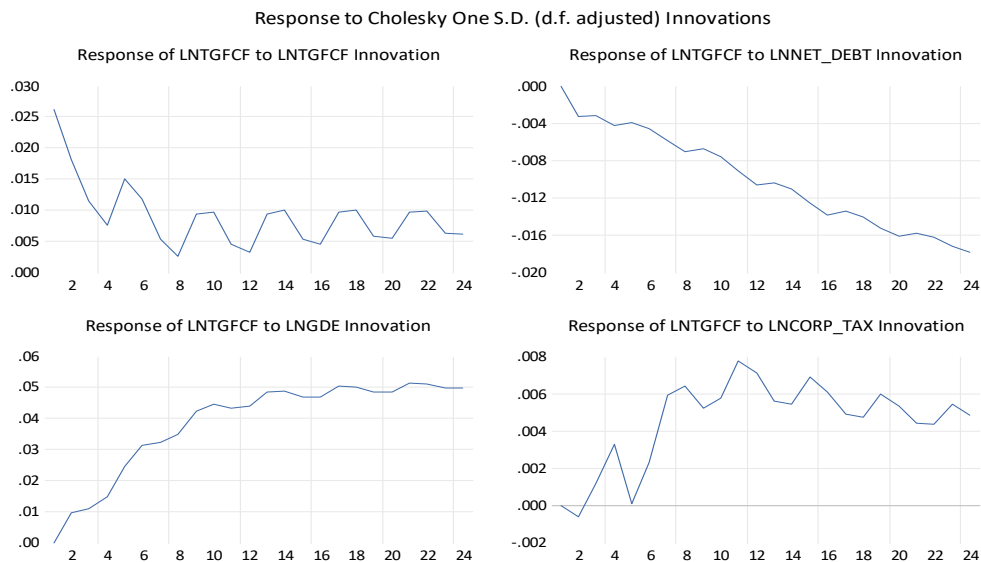 Response to Cholesky One S.D. (d.f. adjusted) Innovations
Response of LNTGFCF to LNTGFCF Innovation
.030
.025
.020
.015
.010
.005
.000
2 4 6 8 10 12 14 16 18 20 22 24
Response of LNTGFCF to LNNET_DEBT Innovation
.000
-.004
-.008
-.012
-.016
-.020
2 4 6 8 10 12 14 16 18 20 22 24
Response of LNTGFCF to LNGDE Innovation
.06
.05
.04
.03
.02
.01
.00
2 4 6 8 10 12 14 16 18 20 22 24
Response of LNTGFCF to LNCORP_TAX Innovation
.008
.006
.004
.002
.000
-.002
2 4 6 8 10 12 14 16 18 20 22 24